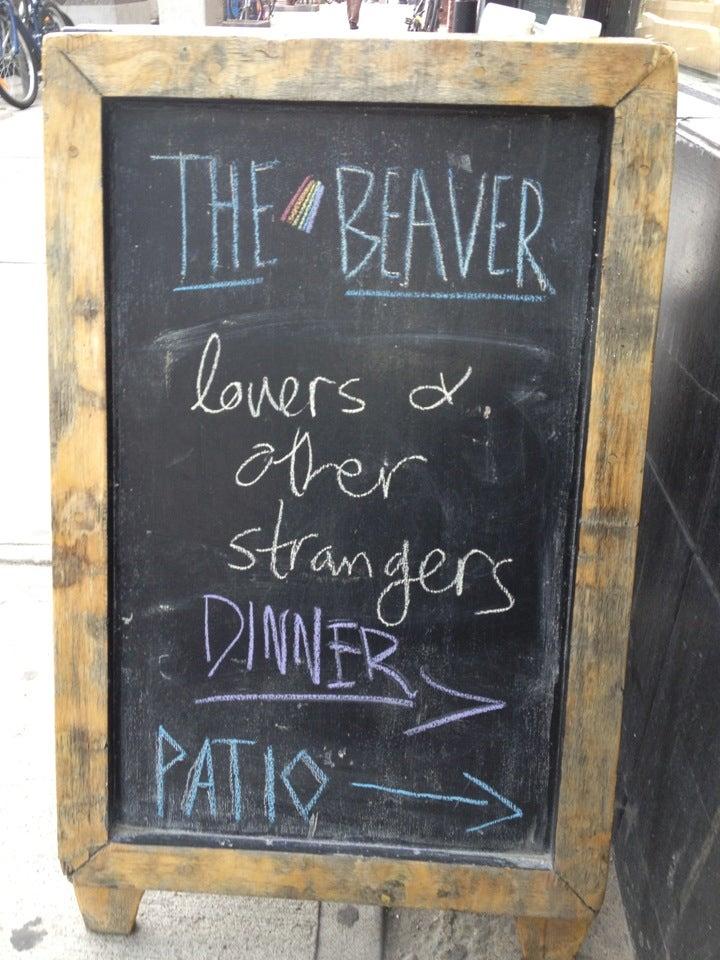 THE BEAVER
lovers &
other
strangers
DINNER
PATIO